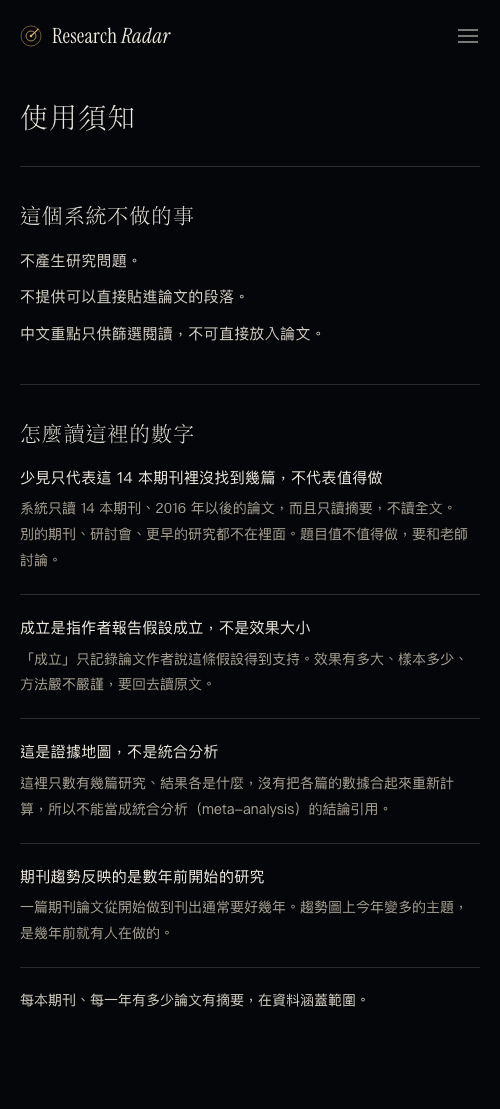 Research Radar
使用須知
這個系統不做的事
不產生研究問題。
不提供可以直接貼進論文的段落。
中文重點只供篩選閱讀，不可直接放入論文。
怎麼讀這裡的數字
少見只代表這 14 本期刊裡沒找到幾篇，不代表值得做
系統只讀 14 本期刊、2016 年以後的論文，而且只讀摘要，不讀全文。
別的期刊、研討會、更早的研究都不在裡面。題目值不值得做，要和老師
討論。
成立是指作者報告假設成立，不是效果大小
「成立」只記錄論文作者說這條假設得到支持。效果有多大、樣本多少、
方法嚴不嚴謹，要回去讀原文。
這是證據地圖，不是統合分析
這裡只數有幾篇研究、結果各是什麼，沒有把各篇的數據合起來重新計
算，所以不能當成統合分析（meta-analysis）的結論引用。
期刊趨勢反映的是數年前開始的研究
一篇期刊論文從開始做到刊出通常要好幾年。趨勢圖上今年變多的主題，
是幾年前就有人在做的。
每本期刊、每一年有多少論文有摘要，在資料涵蓋範圍。